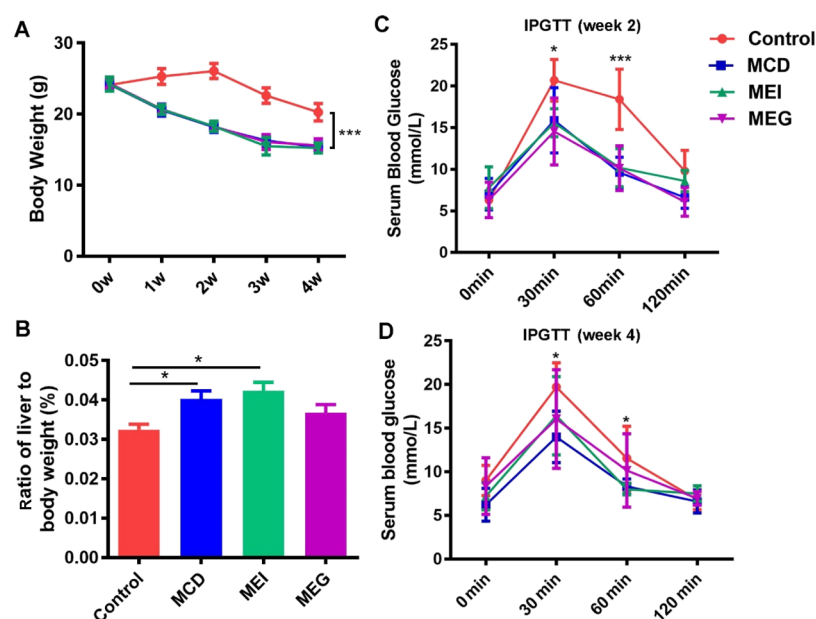 A
Body Weight (g)
30
20
10
0
***
0w
1w
2w
3w
4w
B
Ratio of liver to
body weight (%)
0.05
0.04
0.03
0.02
0.01
0.00
*
*
Control
MCD
MEI
MEG
C
IPGTT (week 2)
Serum Blood Glucose
(mmol/L)
25
20
15
10
5
0
*
***
0min
30min
60min
120min
Control
MCD
MEI
MEG
D
IPGTT (week 4)
Serum blood glucose
(mmo/L)
25
20
15
10
5
0
*
*
0 min
30 min
60 min
120 min